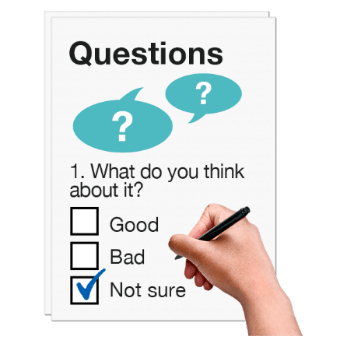 Questions
?
?
1. What do you think
about it?
Good
Bad
Not sure